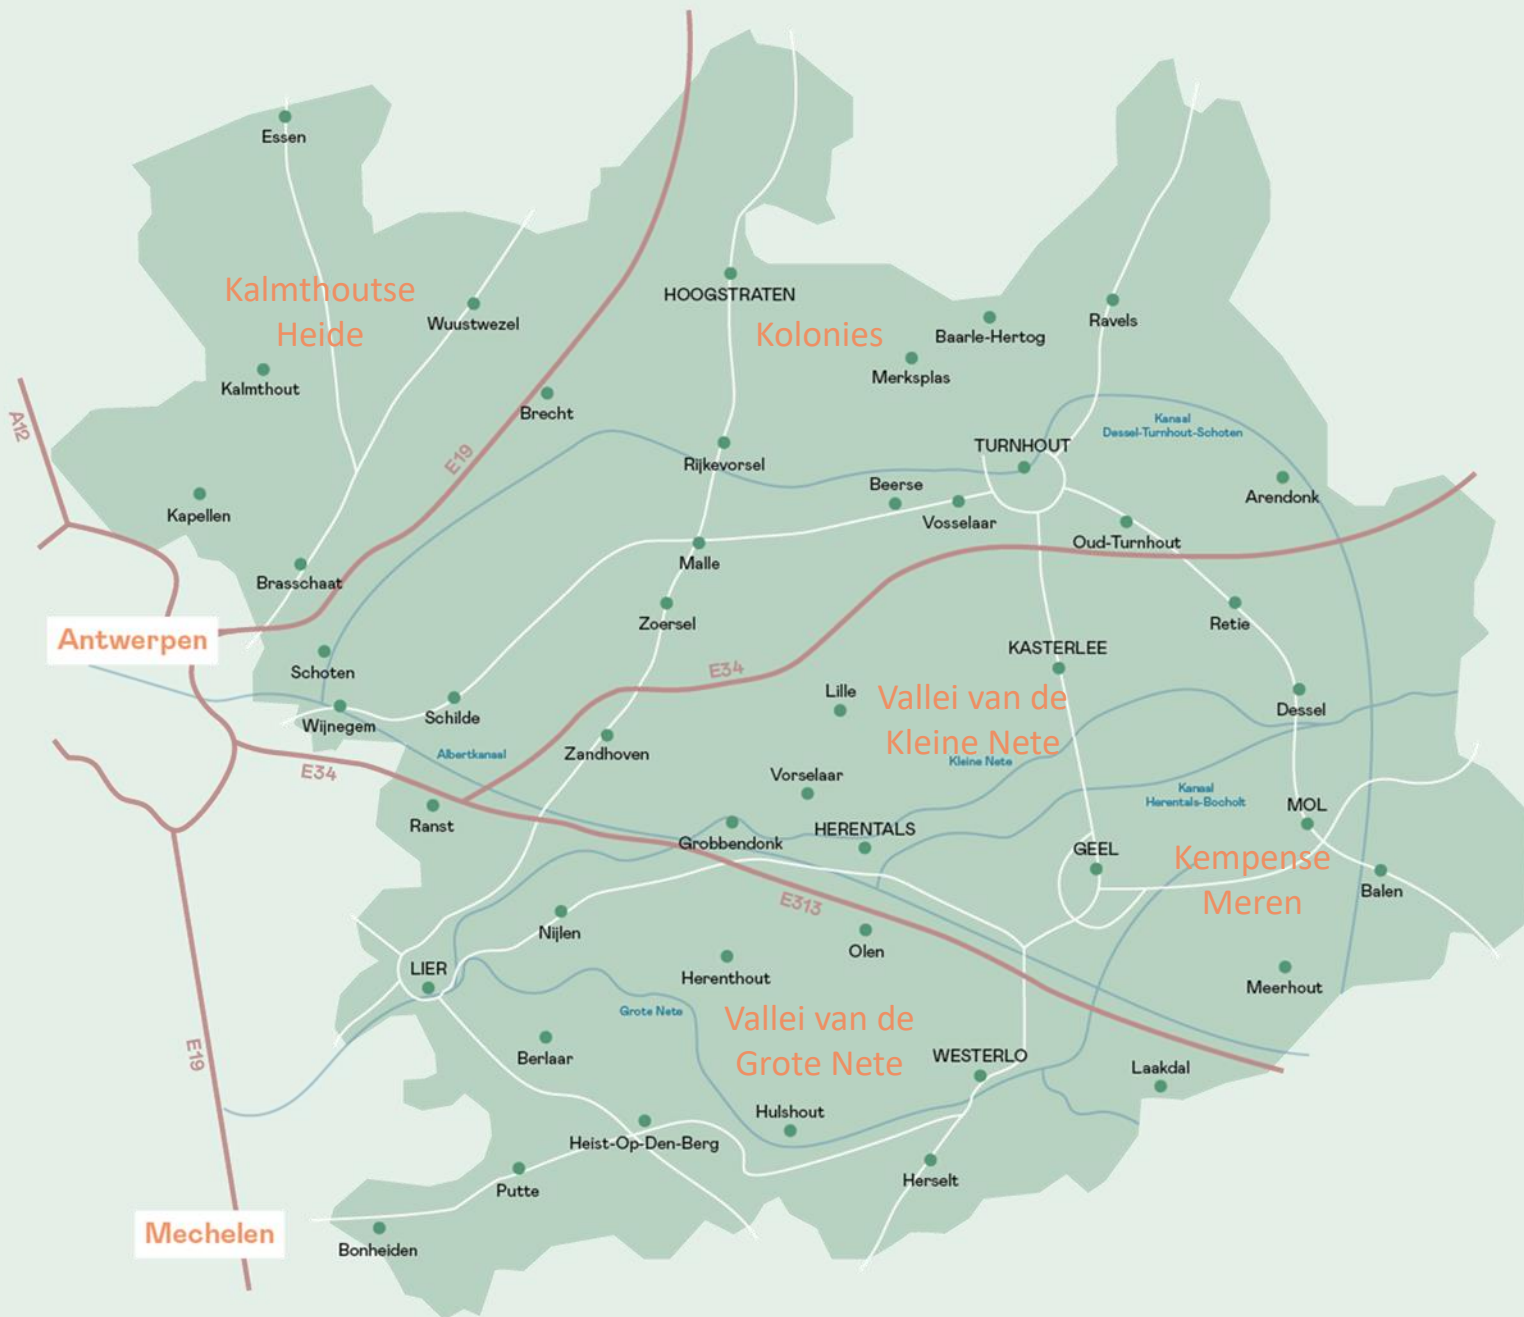 Essen
Kalmthoutse
Heide
Wuustwezel
HOOGSTRATEN
Kolonies
Baarle-Hertog
Ravels
Merksplas
Kalmthout
Brecht
A12
E19
Kanaal
Dessel-Turnhout-Schoten
TURNHOUT
Rijkevorsel
Beerse
Vosselaar
Arendonk
Kapellen
Oud-Turnhout
Malle
Brasschaat
Zoersel
Retie
Antwerpen
Schoten
KASTERLEE
E34
Lille
Vallei van de
Kleine Nete
Dessel
Wijnegem
Schilde
Zandhoven
Albertkanaal
Kleine Nete
E34
Vorselaar
Kanaal
Herentals-Bocholt
MOL
Ranst
Grobbendonk
HERENTALS
GEEL
Kempense
Meren
Balen
E313
Nijlen
Olen
LIER
Herenthout
Meerhout
Grote Nete
Vallei van de
Grote Nete
E19
Berlaar
WESTERLO
Laakdal
Hulshout
Heist-Op-Den-Berg
Herselt
Putte
Mechelen
Bonheiden